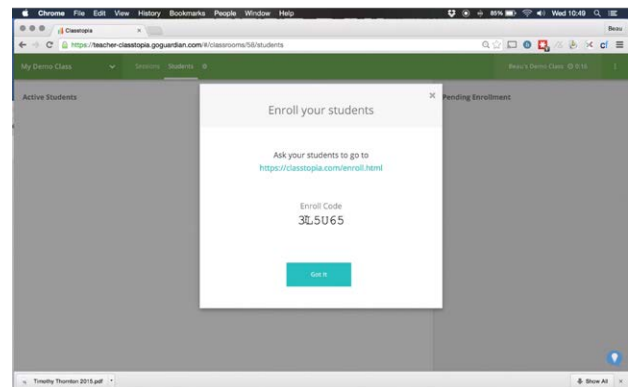 Chrome File Edit View History Bookmarks People Window Help
85% Wed 10:49
Classtopia
Beau
https://teacher-classtopia.goguardian.com/#/classrooms/58/students
My Demo Class Sessions Students
Beau's Demo Class 0:16
Active Students
Pending Enrollment
Enroll your students
Ask your students to go to
https://classtopia.com/enroll.html
Enroll Code
3L5U65
Got It
Timothy Thornton 2015.pdf
Show All